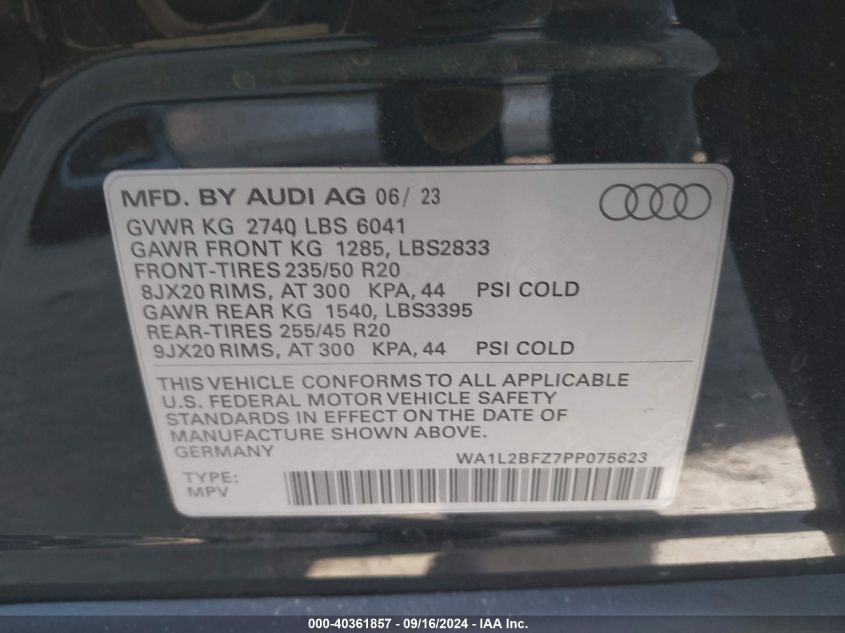 MFD. BY AUDI AG 06/ 23
GVWR KG 2740 LBS 6041
GAWR FRONT KG 1285, LBS2833
FRONT-TIRES 235/50 R20
8JX20 RIMS, AT 300 KPA, 44 PSI COLD
GAWR REAR KG 1540, LBS3395
REAR-TIRES 255/45 R20
9JX20 RIMS, AT 300 KPA, 44 PSI COLD
THIS VEHICLE CONFORMS TO ALL APPLICABLE
U.S. FEDERAL MOTOR VEHICLE SAFETY
STANDARDS IN EFFECT ON THE DATE OF
MANUFACTURE SHOWN ABOVE.
GERMANY
WA1L2BFZ7PP075623
TYPE:
MPV
000-40361857 - 09/16/2024 - IAA Inc.